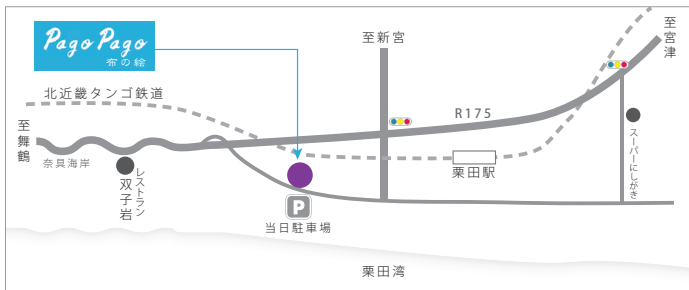 Pago Pago
布の絵
至新宮
至宮津
北近畿タンゴ鉄道
R175
至舞鶴
奈具海岸
レストラン
双子岩
栗田駅
スーパーにしがき
P
当日駐車場
栗田湾